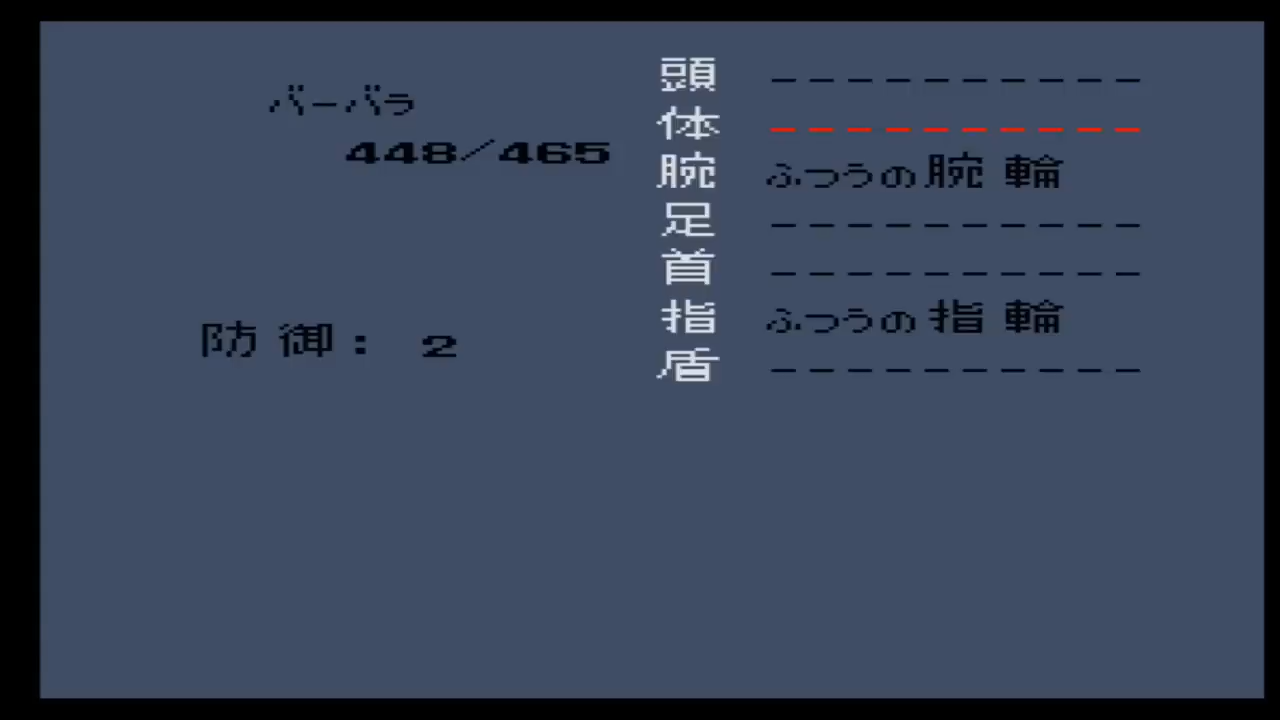 バーバラ
448/465
防御: 2
頭 ----------
体 ----------
腕 ふつうの腕輪
足 ----------
首 ----------
指 ふつうの指輪
盾 ----------